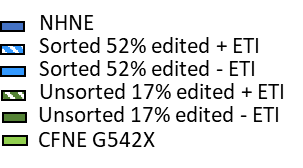 NHNE
Sorted 52% edited + ETI
Sorted 52% edited - ETI
Unsorted 17% edited + ETI
Unsorted 17% edited - ETI
CFNE G542X